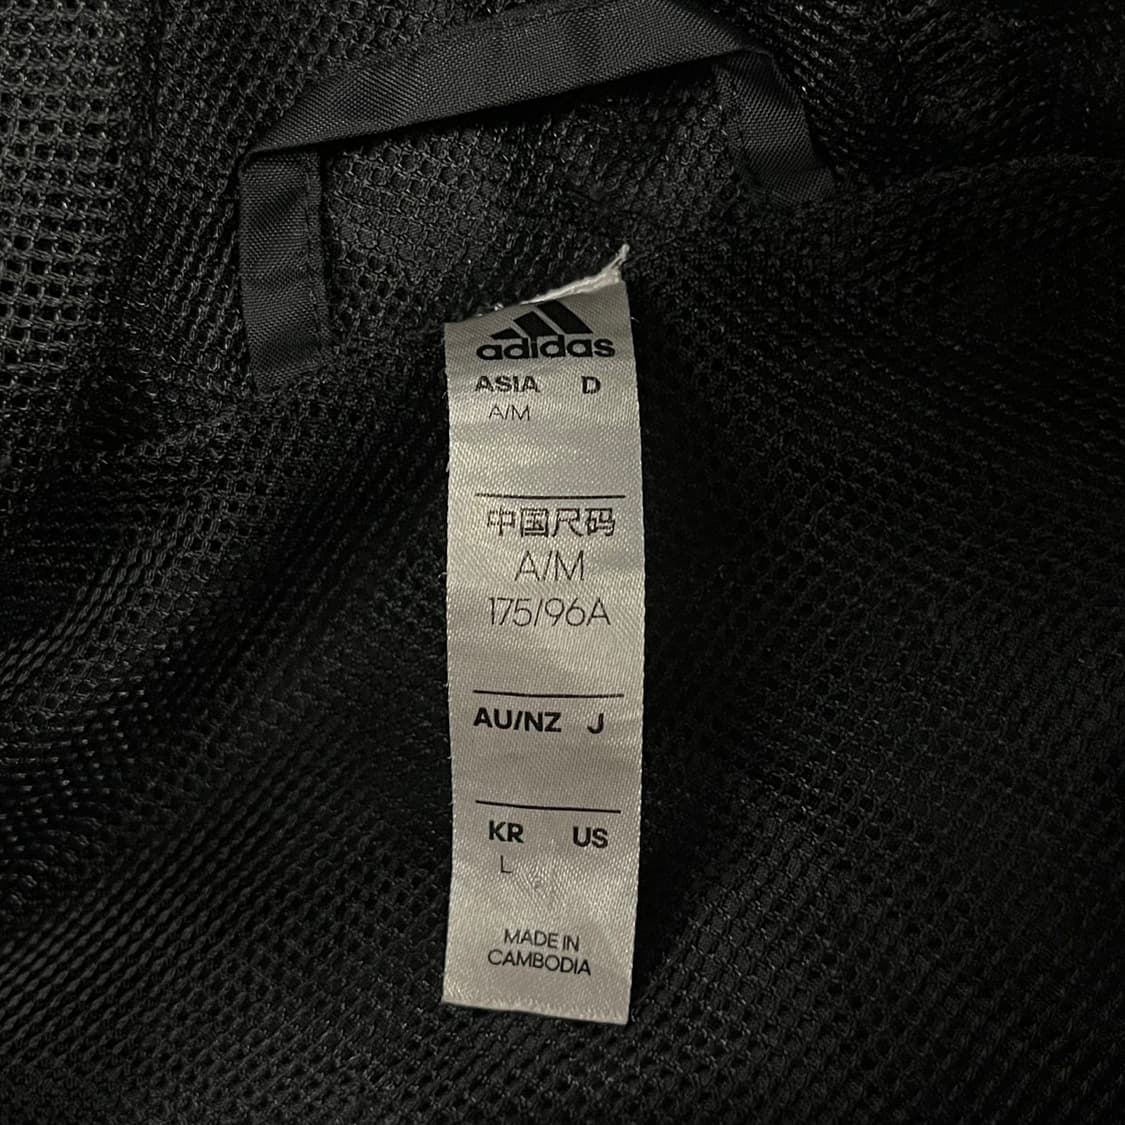 adidas
ASIA D
A/M
中国尺码
A/M
175/96A
AU/NZ J
KR US
L
MADE IN
CAMBODIA